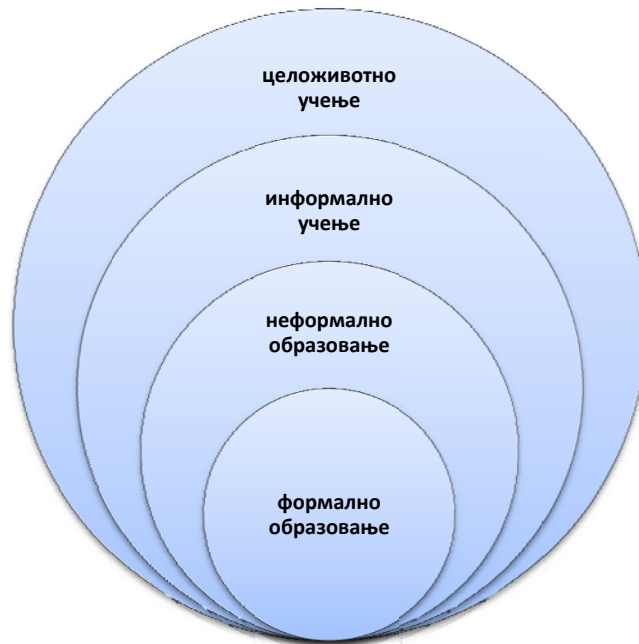 целоживотно
учење
информално
учење
неформално
образовање
формално
образовање